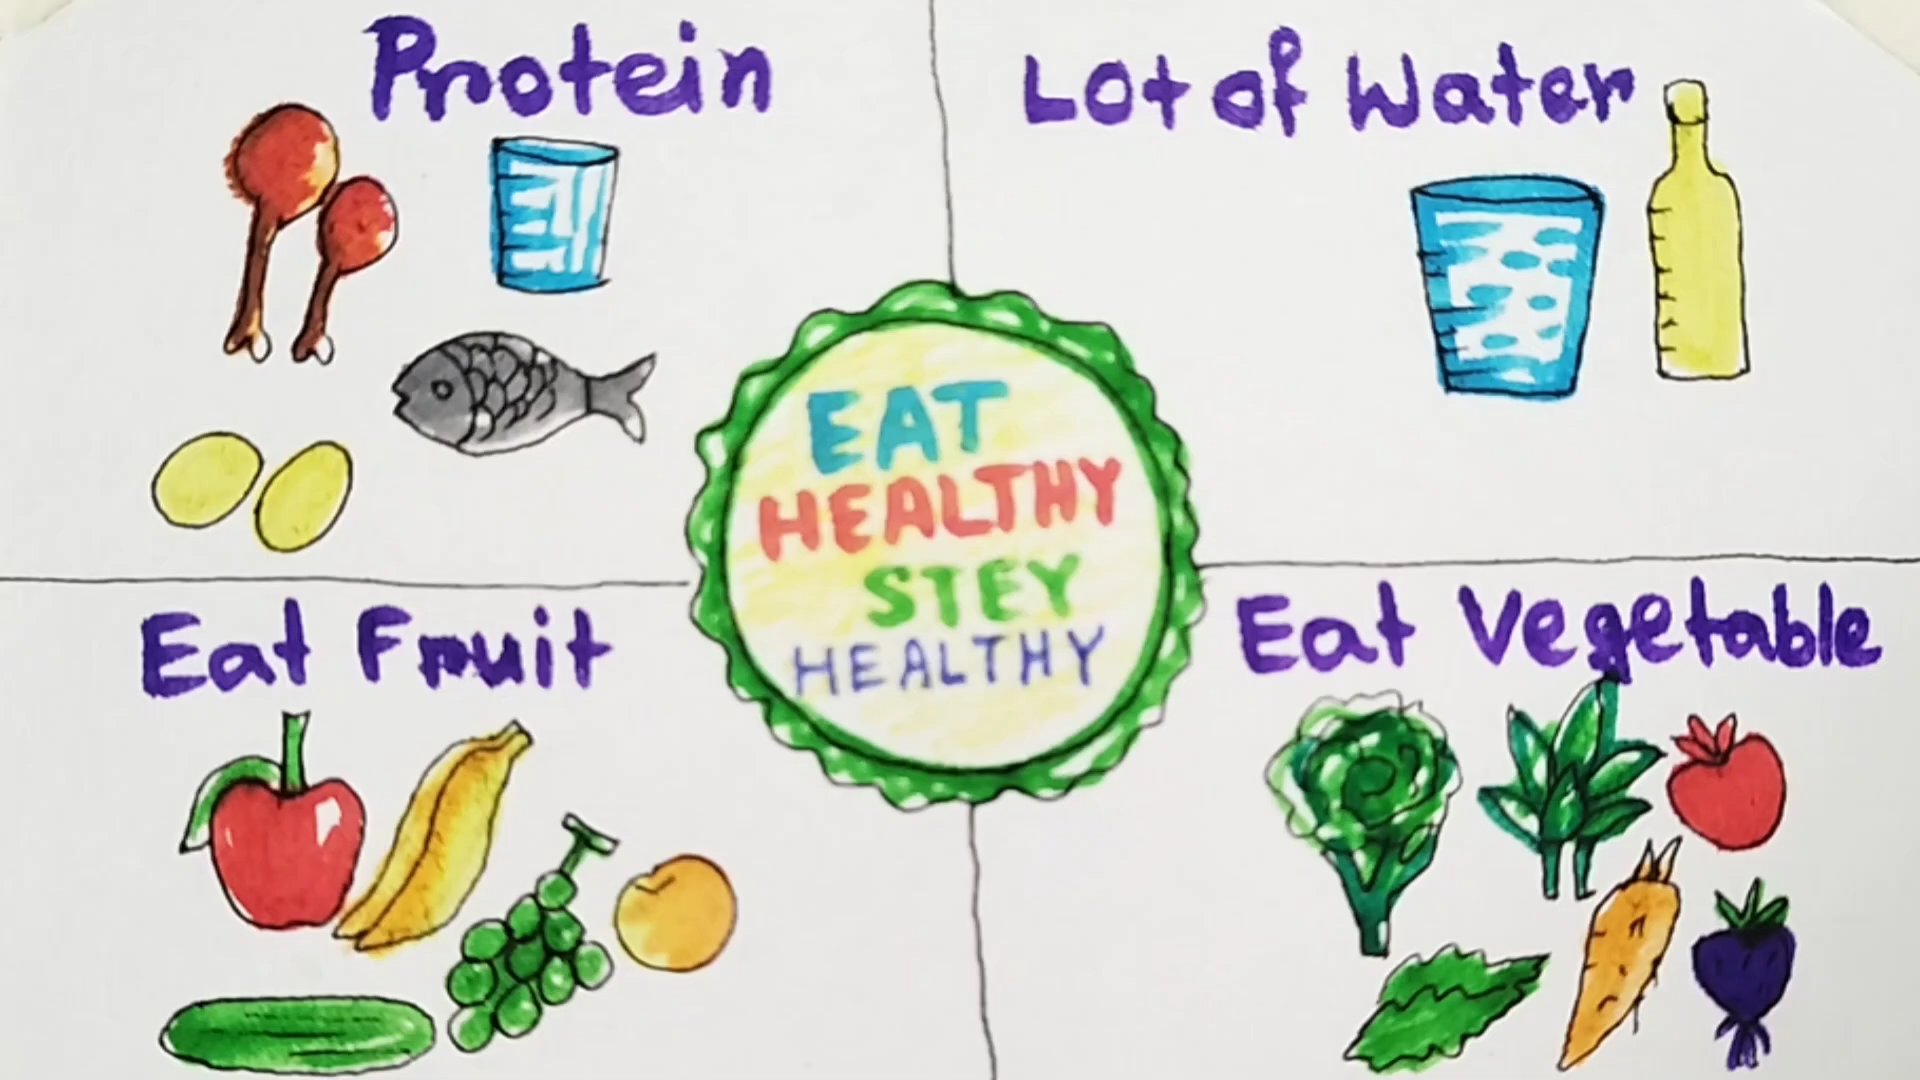 Protein
Lot of Water
EAT
HEALTHY
STEY
HEALTHY
Eat Fruit
Eat Vegetable